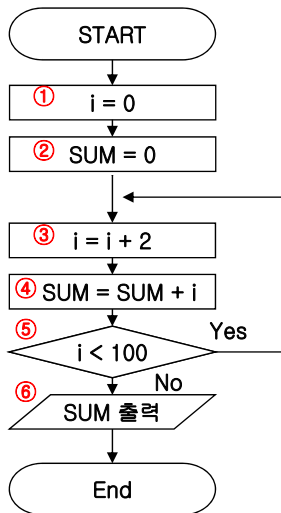 START
① i = 0
② SUM = 0
③ i = i + 2
④ SUM = SUM + i
⑤ i < 100 Yes
No
⑥ SUM 출력
End